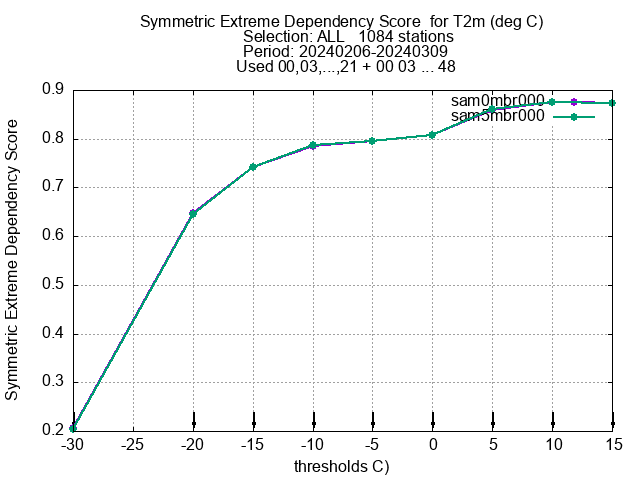 Symmetric Extreme Dependency Score  for T2m (deg C)
Selection: ALL   1084 stations
Period: 20240206-20240309
Used 00,03,...,21 + 00 03 ... 48
sam0mbr000
sam5mbr000
Symmetric Extreme Dependency Score
0.9
0.8
0.7
0.6
0.5
0.4
0.3
0.2
-30 -25 -20 -15 -10 -5 0 5 10 15
thresholds C)